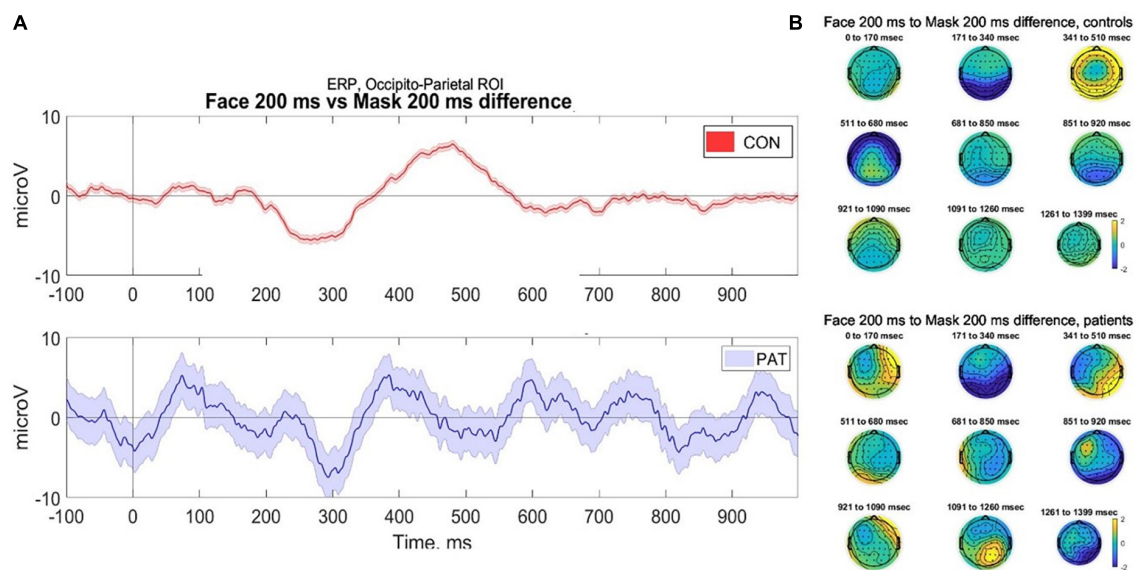 A
ERP, Occipito-Parietal ROI
Face 200 ms vs Mask 200 ms difference
10
0
-10
microV
CON
-100 0 100 200 300 400 500 600 700 800 900
10
0
-10
microV
PAT
-100 0 100 200 300 400 500 600 700 800 900
Time, ms
B
Face 200 ms to Mask 200 ms difference, controls
0 to 170 msec 171 to 340 msec 341 to 510 msec
511 to 680 msec 681 to 850 msec 851 to 920 msec
921 to 1090 msec 1091 to 1260 msec 1261 to 1399 msec
2
0
-2
Face 200 ms to Mask 200 ms difference, patients
0 to 170 msec 171 to 340 msec 341 to 510 msec
511 to 680 msec 681 to 850 msec 851 to 920 msec
921 to 1090 msec 1091 to 1260 msec 1261 to 1399 msec
2
0
-2